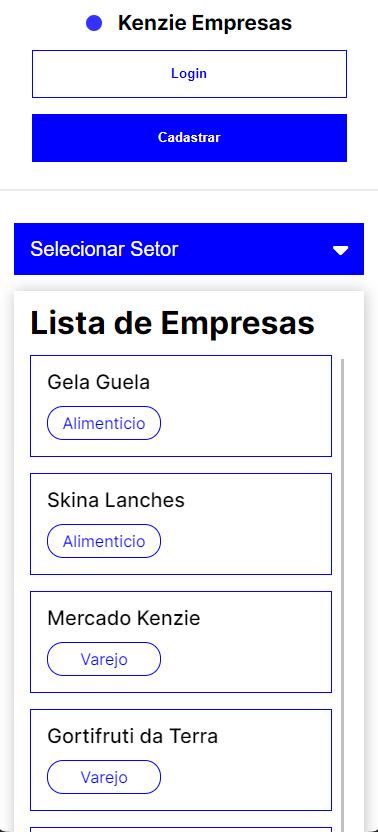 Kenzie Empresas
Login
Cadastrar
Selecionar Setor
Lista de Empresas
Gela Guela
Alimenticio
Skina Lanches
Alimenticio
Mercado Kenzie
Varejo
Gortifruti da Terra
Varejo